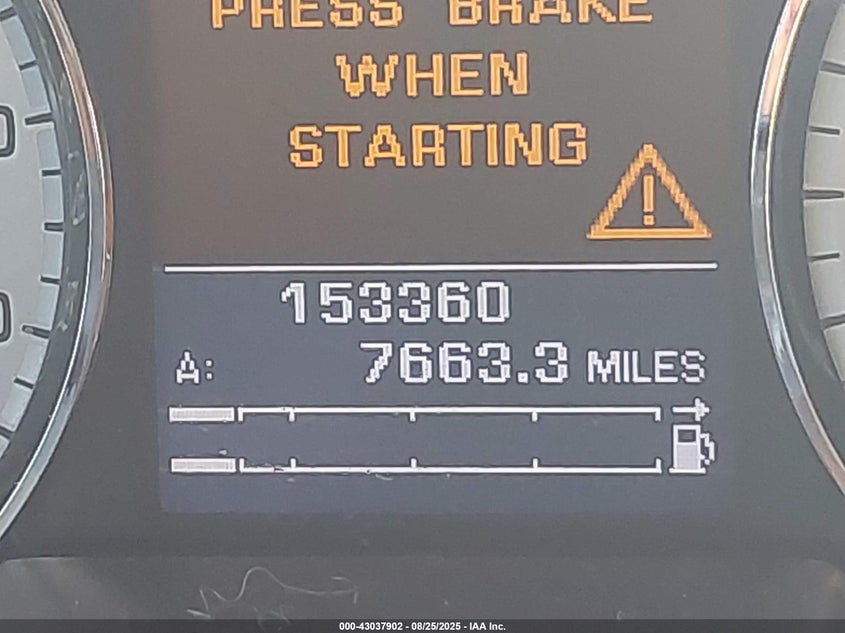 PRESS BRAKE
WHEN
STARTING
153360
A: 7663.3 MILES
000-43037902 - 08/25/2025 - IAA Inc.